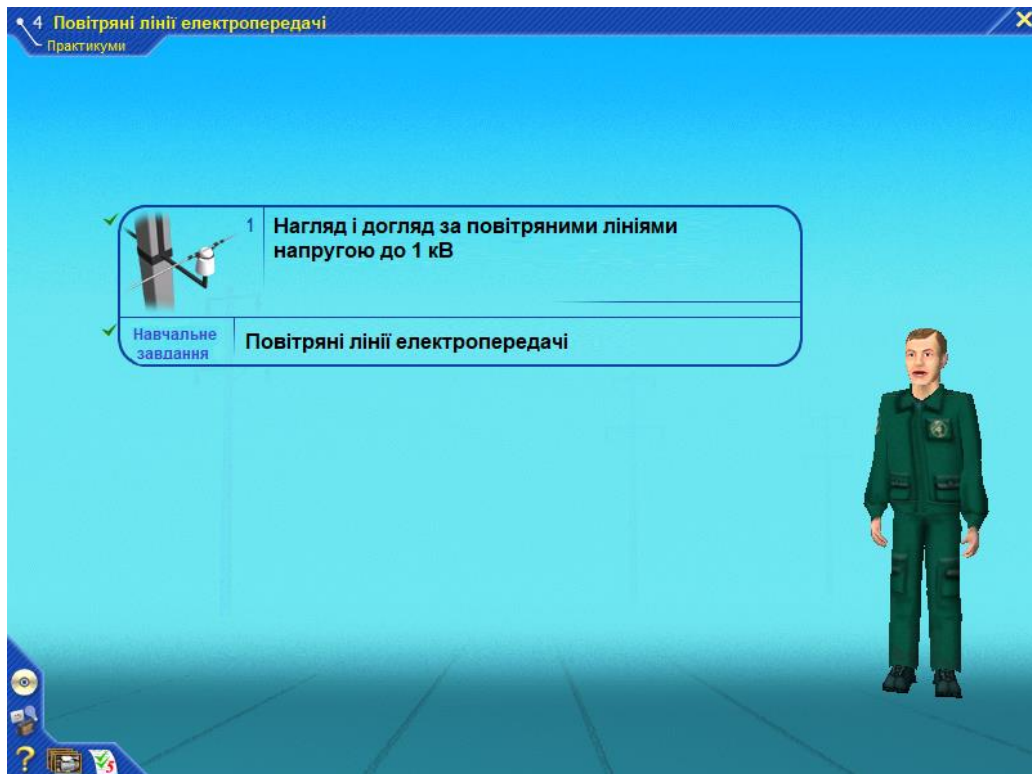 4 Повітряні лінії електропередачі
Практикуми
1 Нагляд і догляд за повітряними лініями
напругою до 1 кВ
Навчальне
завдання
Повітряні лінії електропередачі
?
5